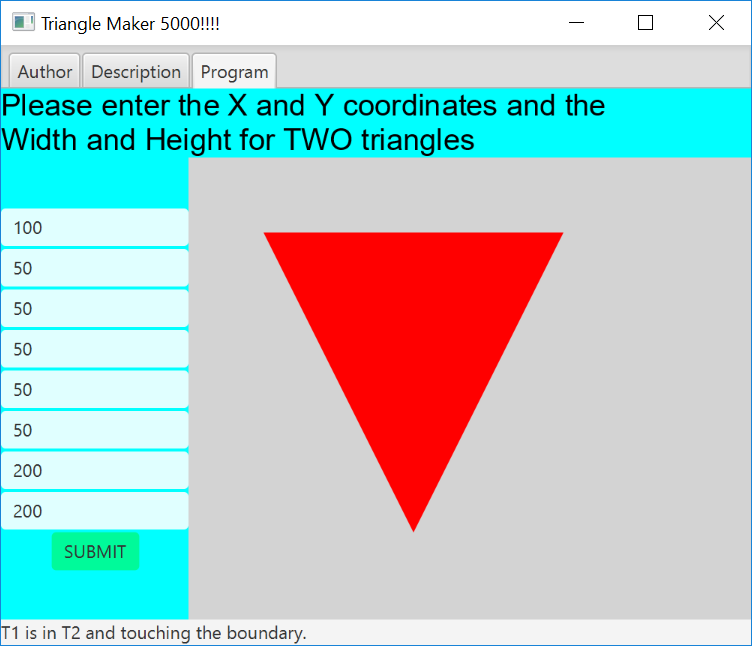 Triangle Maker 5000!!!!
Author Description Program
Please enter the X and Y coordinates and the
Width and Height for TWO triangles
100
50
50
50
50
50
200
200
SUBMIT
T1 is in T2 and touching the boundary.